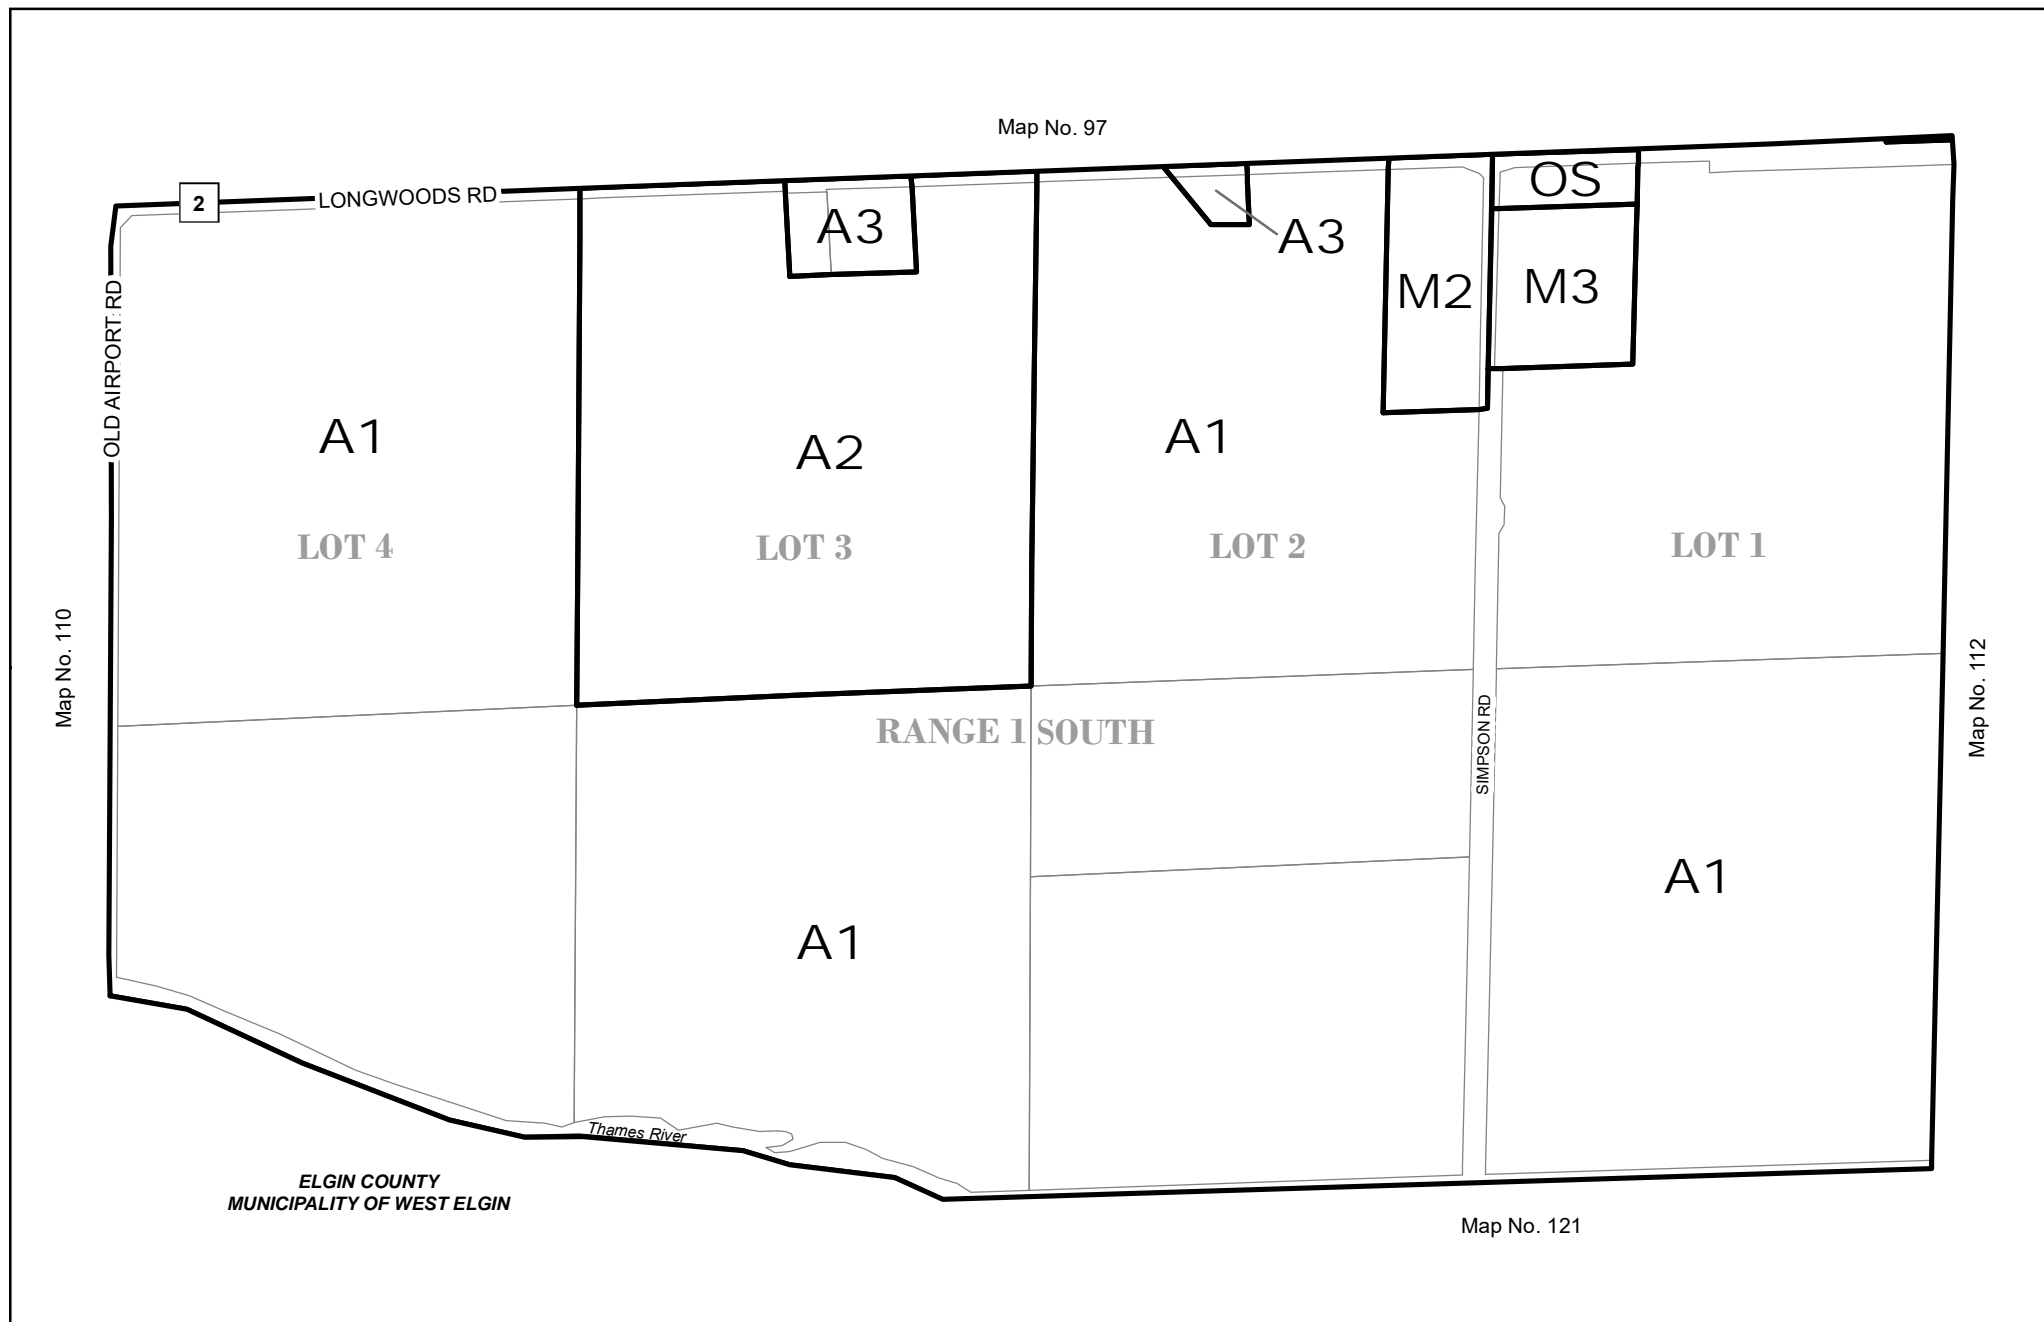 Map No. 97
2
LONGWOODS RD
OS
A3
A3
M2
M3
OLD AIRPORT RD
A1
A2
A1
LOT 4
LOT 3
LOT 2
LOT 1
Map No. 110
Map No. 112
RANGE 1 SOUTH
SIMPSON RD
A1
A1
Thames River
ELGIN COUNTY
MUNICIPALITY OF WEST ELGIN
Map No. 121